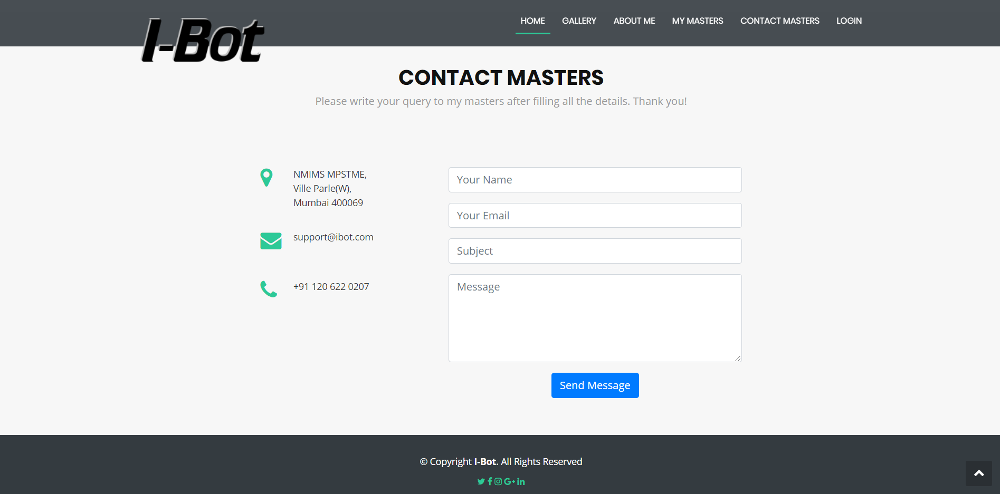 I-Bot
HOME GALLERY ABOUT ME MY MASTERS CONTACT MASTERS LOGIN
CONTACT MASTERS
Please write your query to my masters after filling all the details. Thank you!
NMIMS MPSTME,
Ville Parle(W),
Mumbai 400069
support@ibot.com
+91 120 622 0207
Your Name
Your Email
Subject
Message
Send Message
© Copyright I-Bot. All Rights Reserved